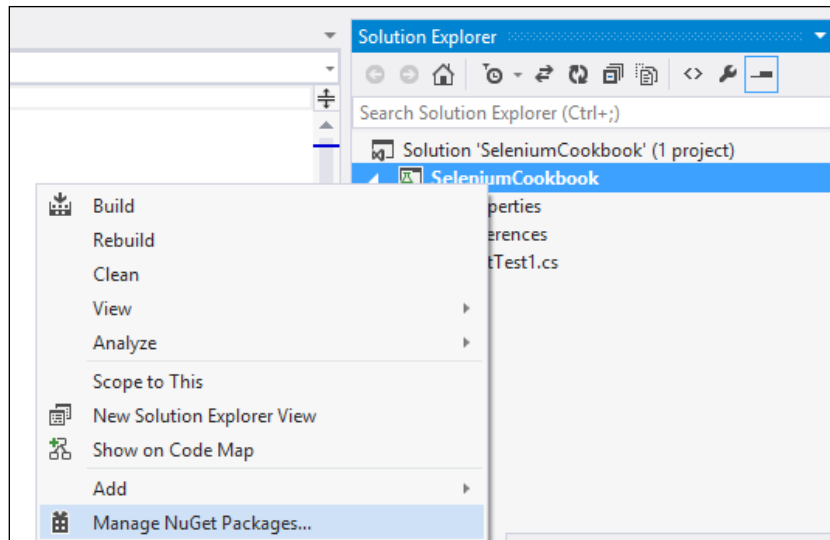 Solution Explorer
Search Solution Explorer (Ctrl+;)
Solution 'SeleniumCookbook' (1 project)
SeleniumCookbook
perties
erences
tTest1.cs
Build
Rebuild
Clean
View
Analyze
Scope to This
New Solution Explorer View
Show on Code Map
Add
Manage NuGet Packages...